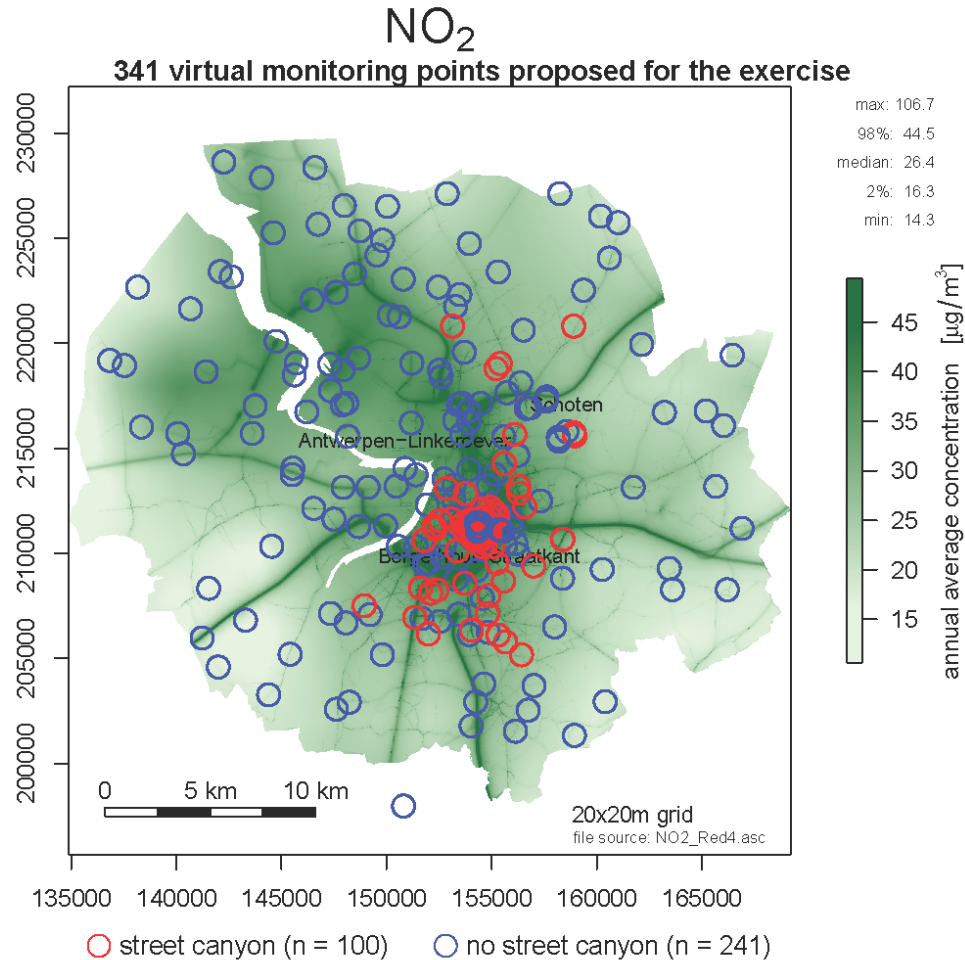 NO2
341 virtual monitoring points proposed for the exercise
max: 106.7
98%: 44.5
median: 26.4
2%: 16.3
min: 14.3
230000
225000
220000
215000
210000
205000
200000
Schoten
Antwerpen-Linkeroever
Straatkant
0 5 km 10 km
20x20m grid
file source: NO2_Red4.asc
135000 140000 145000 150000 155000 160000 165000
45
40
35
30
25
20
15
annual average concentration [µg/m³]
street canyon (n = 100) no street canyon (n = 241)